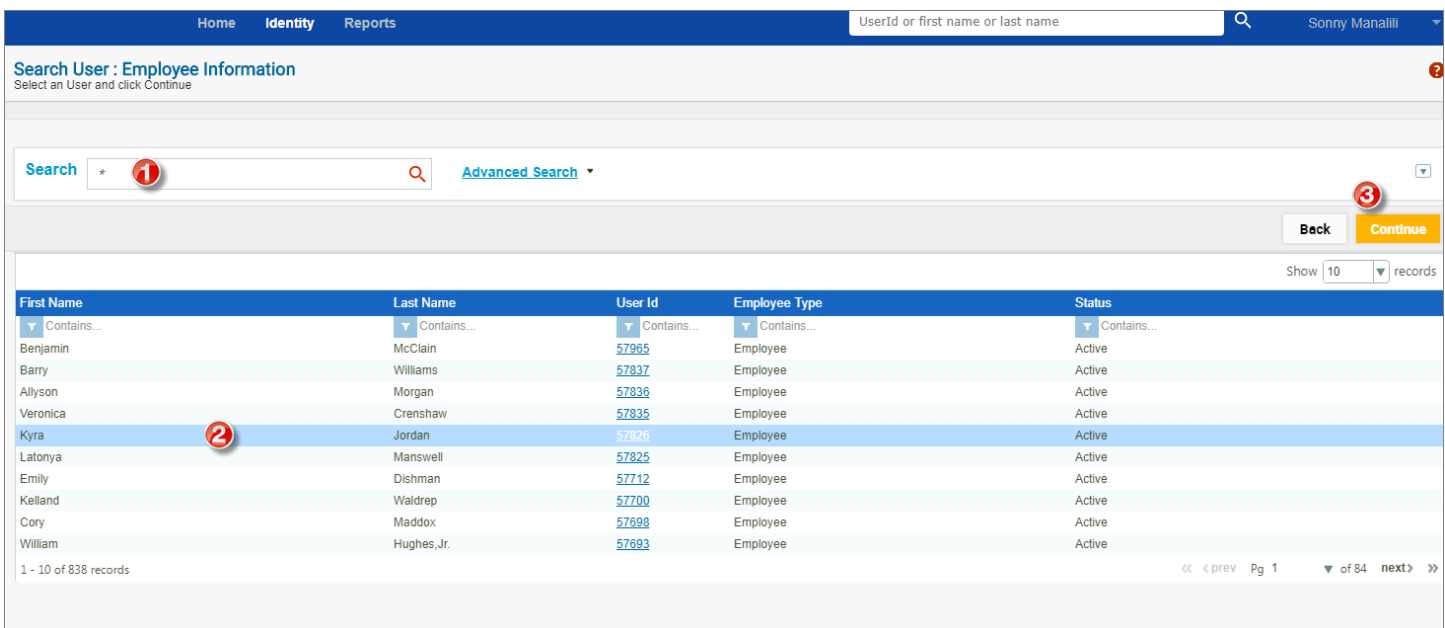 Home Identity Reports UserId or first name or last name Sonny Manalili
Search User : Employee Information
Select an User and click Continue
?
Search * 1 Advanced Search
3
Back Continue
Show 10 records
First Name Last Name User Id Employee Type Status
Contains... Contains... Contains... Contains... Contains...
Benjamin McClain 57965 Employee Active
Barry Williams 57837 Employee Active
Allyson Morgan 57836 Employee Active
Veronica Crenshaw 57835 Employee Active
Kyra 2 Jordan 57826 Employee Active
Latonya Manswell 57825 Employee Active
Emily Dishman 57712 Employee Active
Kelland Waldrep 57700 Employee Active
Cory Maddox 57698 Employee Active
William Hughes,Jr. 57693 Employee Active
1 - 10 of 838 records « ‹ prev Pg 1 of 84 next › »